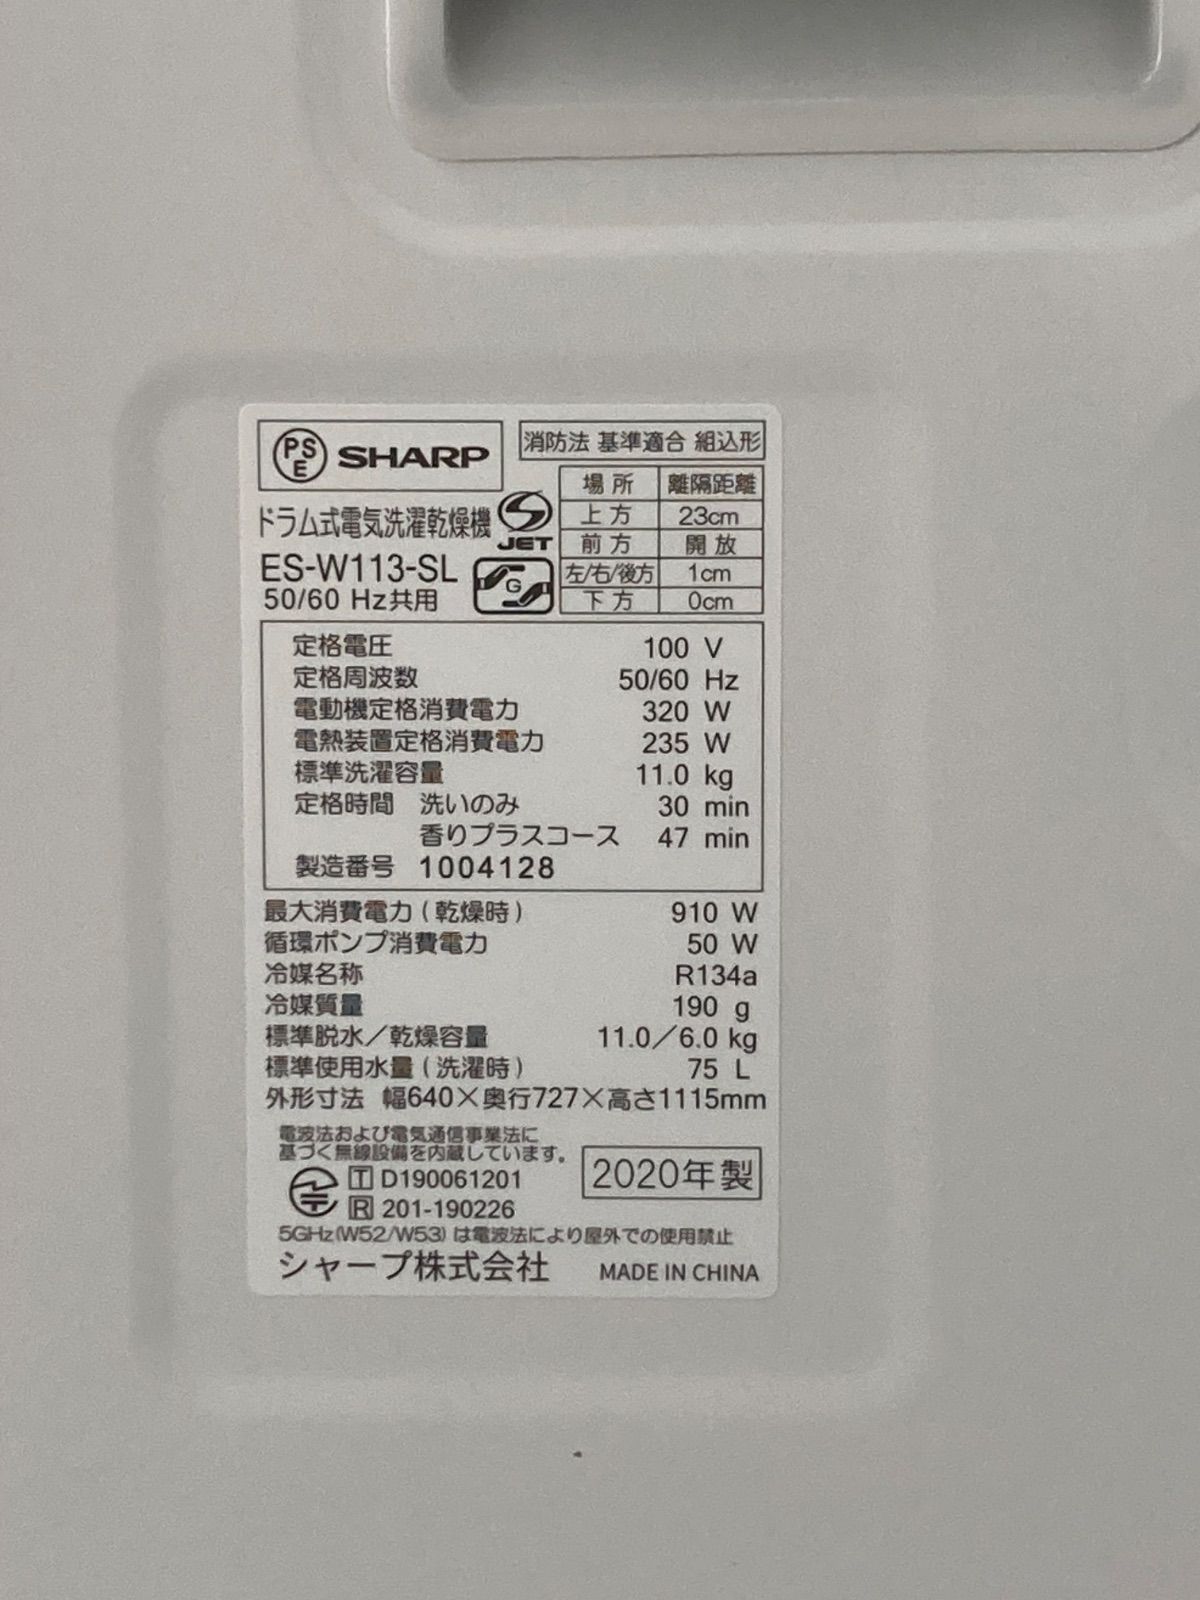 PSE SHARP
消防法 基準適合 組込形
場所 離隔距離
上方 23cm
前方 開放
左/右/後方 1cm
下方 0cm
ドラム式電気洗濯乾燥機
S JET
ES-W113-SL
G
50/60 Hz共用
定格電圧 100 V
定格周波数 50/60 Hz
電動機定格消費電力 320 W
電熱装置定格消費電力 235 W
標準洗濯容量 11.0 kg
定格時間 洗いのみ 30 min
香りプラスコース 47 min
製造番号 1004128
最大消費電力(乾燥時) 910 W
循環ポンプ消費電力 50 W
冷媒名称 R134a
冷媒質量 190 g
標準脱水/乾燥容量 11.0/6.0 kg
標準使用水量(洗濯時) 75 L
外形寸法 幅640×奥行727×高さ1115mm
電波法および電気通信事業法に
基づく無線設備を内蔵しています。
T D190061201
R 201-190226
2020年製
5GHz(W52/W53)は電波法により屋外での使用禁止
シャープ株式会社 MADE IN CHINA